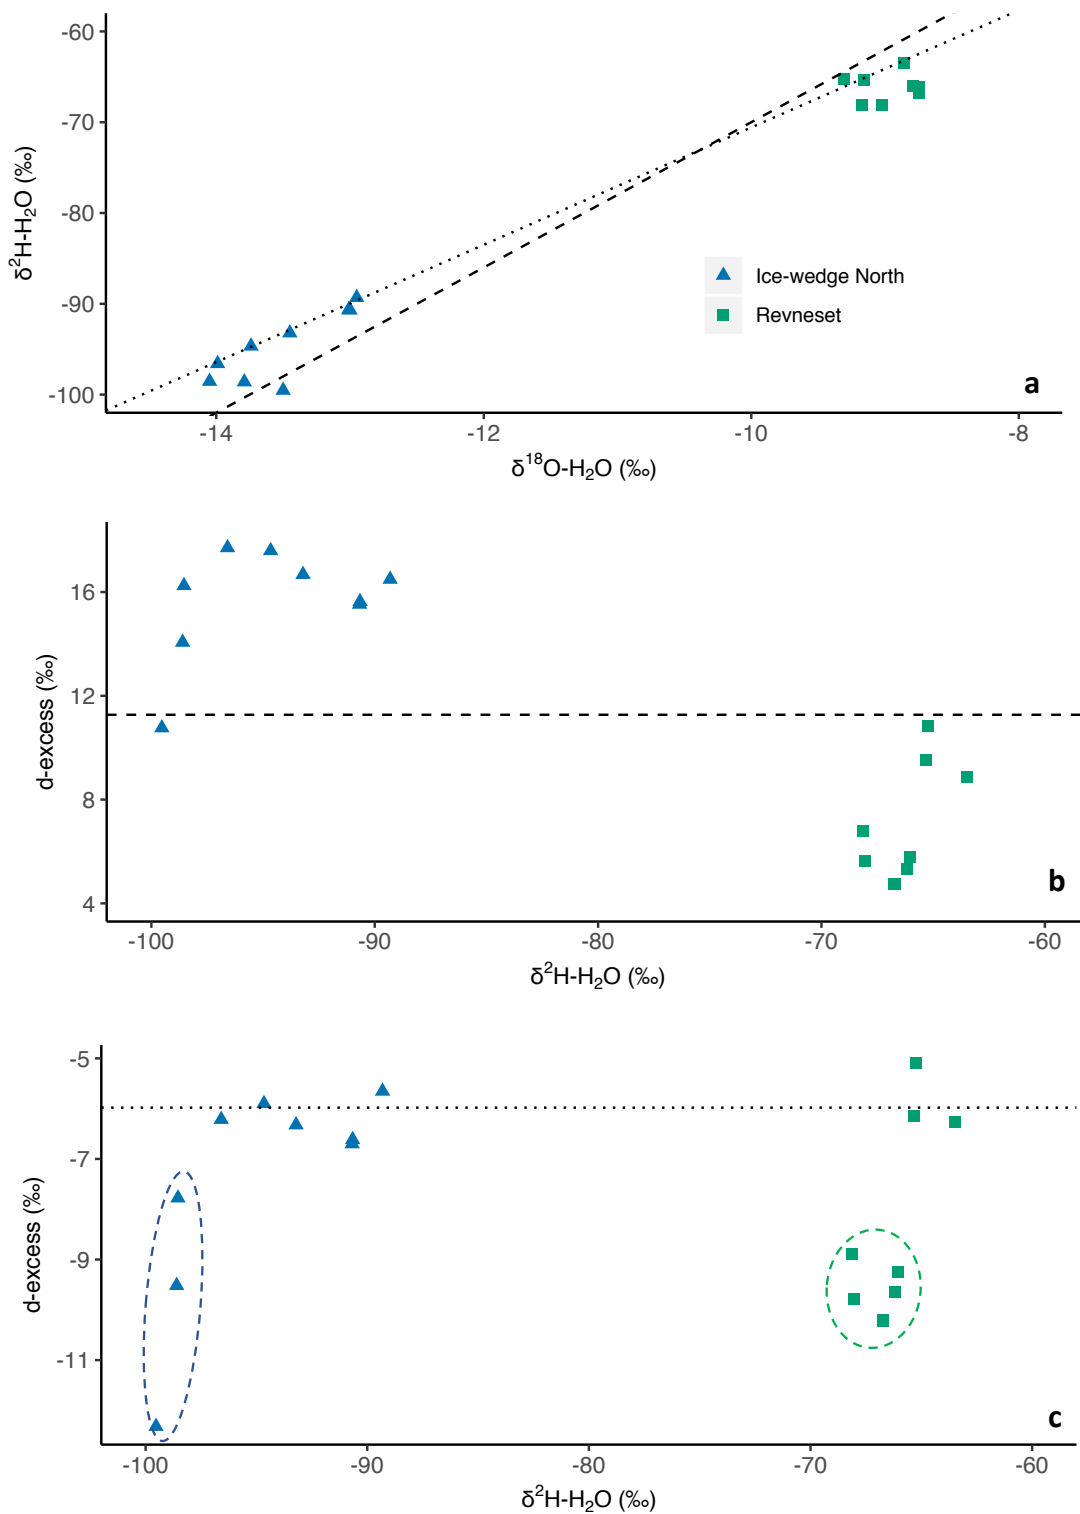 -60
-70
-80
-90
-100
δ²H-H₂O (‰)
Ice-wedge North
Revneset
a
-14 -12 -10 -8
δ¹⁸O-H₂O (‰)
16
12
8
4
d-excess (‰)
b
-100 -90 -80 -70 -60
δ²H-H₂O (‰)
-5
-7
-9
-11
d-excess (‰)
c
-100 -90 -80 -70 -60
δ²H-H₂O (‰)